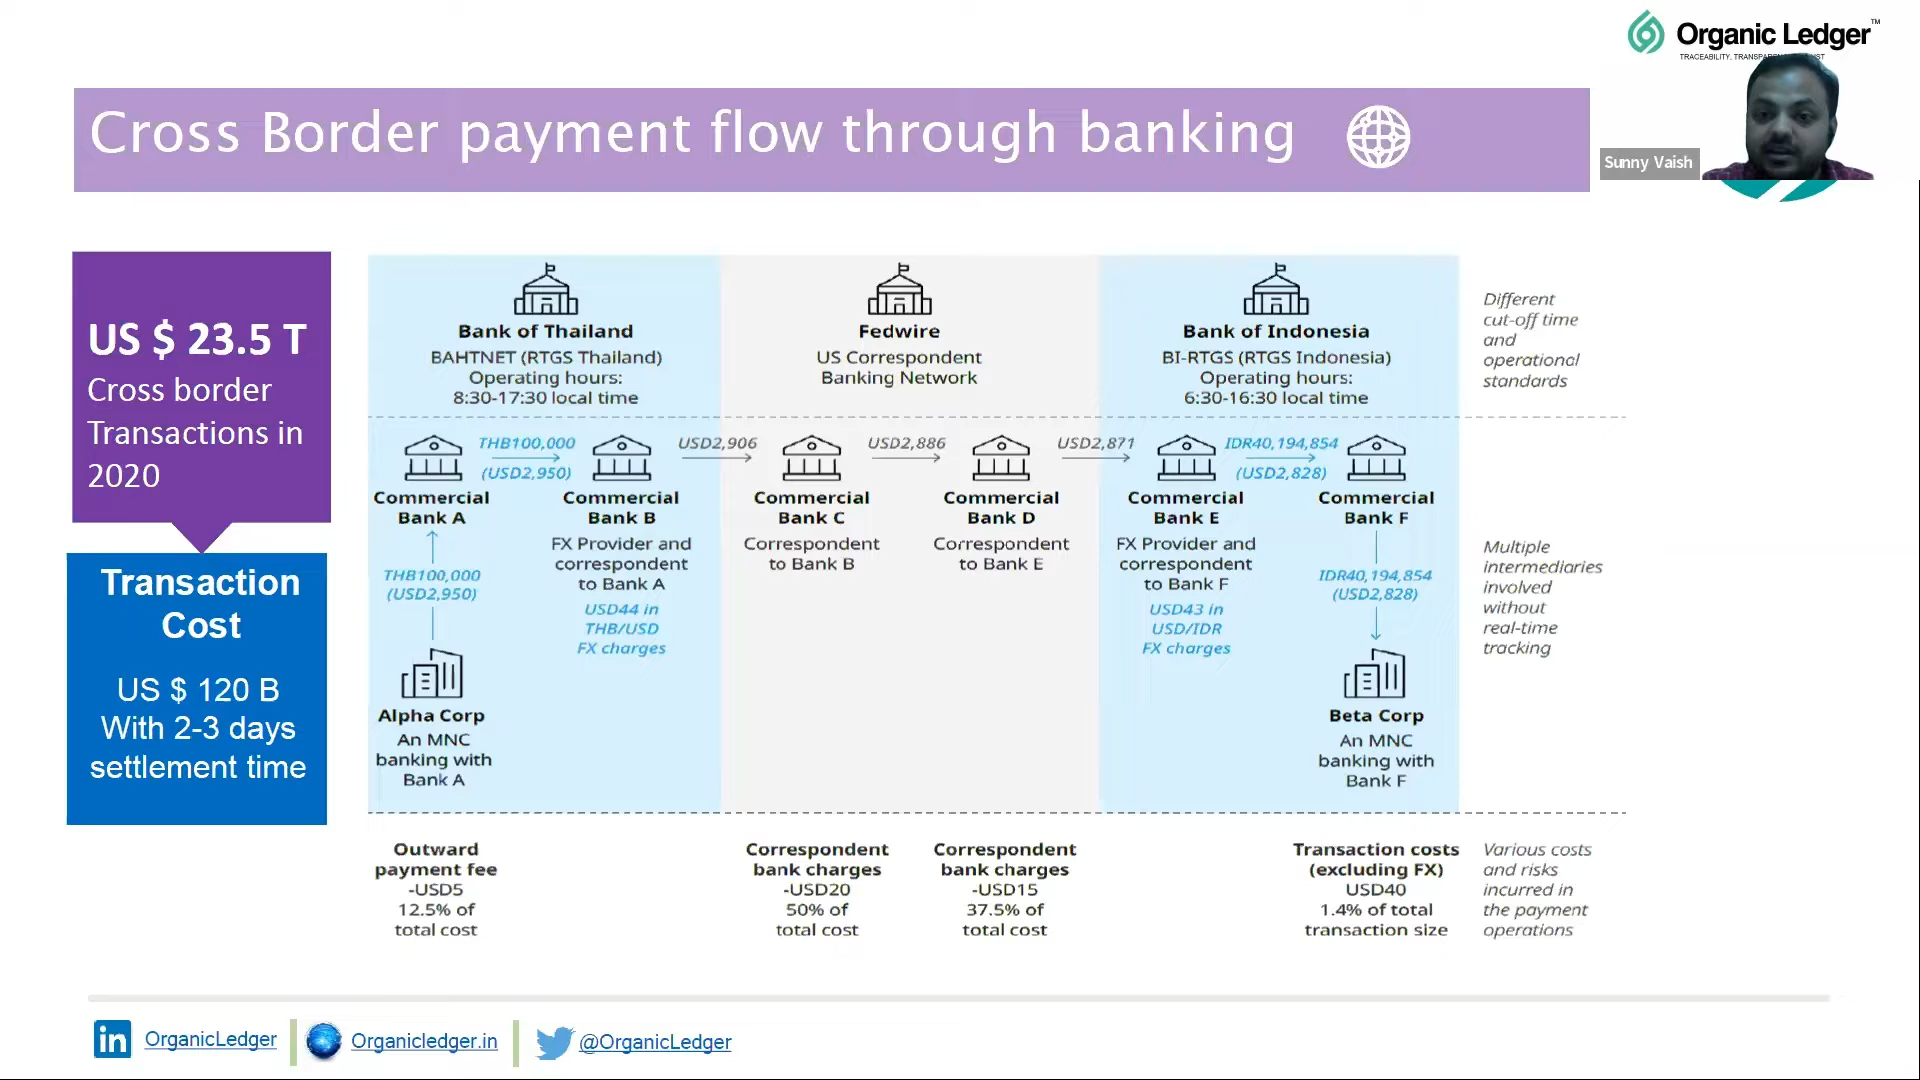 Organic Ledger™
TRACEABILITY. TRANSPA
Cross Border payment flow through banking
Sunny Vaish
US $ 23.5 T
Cross border
Transactions in
2020
Transaction
Cost
US $ 120 B
With 2-3 days
settlement time
Bank of Thailand
BAHTNET (RTGS Thailand)
Operating hours:
8:30-17:30 local time
Fedwire
US Correspondent
Banking Network
Bank of Indonesia
BI-RTGS (RTGS Indonesia)
Operating hours:
6:30-16:30 local time
Different
cut-off time
and
operational
standards
THB100,000
(USD2,950)
USD2,906
USD2,886
USD2,871
IDR40,194,854
(USD2,828)
Commercial
Bank A
Commercial
Bank B
FX Provider and
correspondent
to Bank A
USD44 in
THB/USD
FX charges
Commercial
Bank C
Correspondent
to Bank B
Commercial
Bank D
Correspondent
to Bank E
Commercial
Bank E
FX Provider and
correspondent
to Bank F
USD43 in
USD/IDR
FX charges
Commercial
Bank F
THB100,000
(USD2,950)
IDR40,194,854
(USD2,828)
Multiple
intermediaries
involved
without
real-time
tracking
Alpha Corp
An MNC
banking with
Bank A
Beta Corp
An MNC
banking with
Bank F
Outward
payment fee
-USD5
12.5% of
total cost
Correspondent
bank charges
-USD20
50% of
total cost
Correspondent
bank charges
-USD15
37.5% of
total cost
Transaction costs
(excluding FX)
USD40
1.4% of total
transaction size
Various costs
and risks
incurred in
the payment
operations
in
OrganicLedger
Organicledger.in
@OrganicLedger